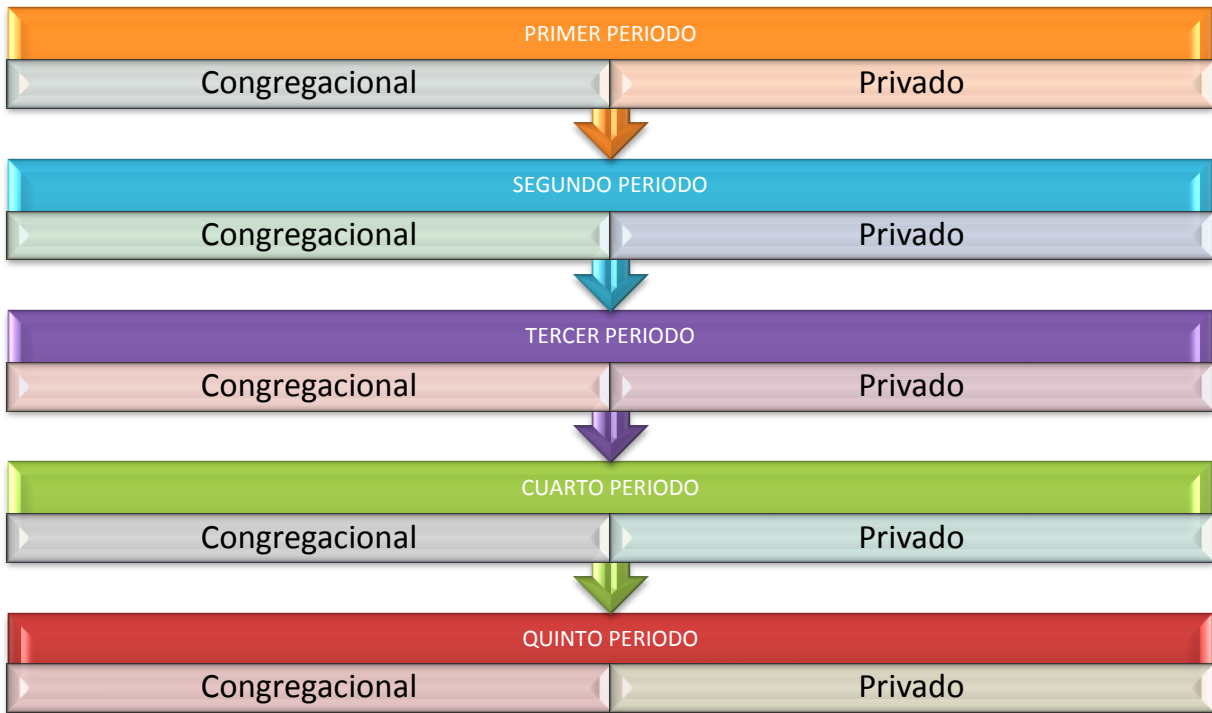 PRIMER PERIODO
Congregacional Privado
SEGUNDO PERIODO
Congregacional Privado
TERCER PERIODO
Congregacional Privado
CUARTO PERIODO
Congregacional Privado
QUINTO PERIODO
Congregacional Privado